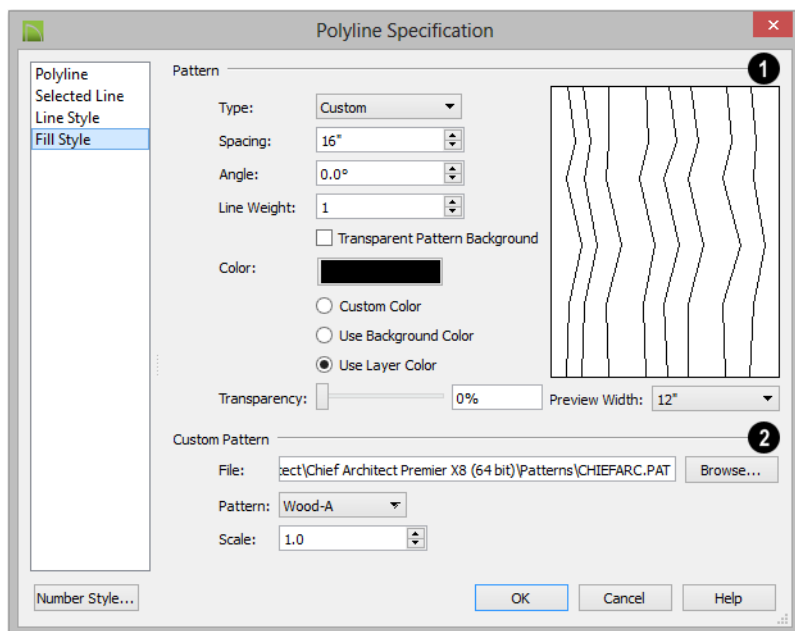 Polyline Specification
×
Polyline
Selected Line
Line Style
Fill Style
Pattern
1
Type: Custom
Spacing: 16"
Angle: 0.0°
Line Weight: 1
Transparent Pattern Background
Color:
Custom Color
Use Background Color
Use Layer Color
Transparency: 0% Preview Width: 12"
Custom Pattern
2
File: :ect\Chief Architect Premier X8 (64 bit)\Patterns\CHIEFARC.PAT Browse...
Pattern: Wood-A
Scale: 1.0
Number Style... OK Cancel Help